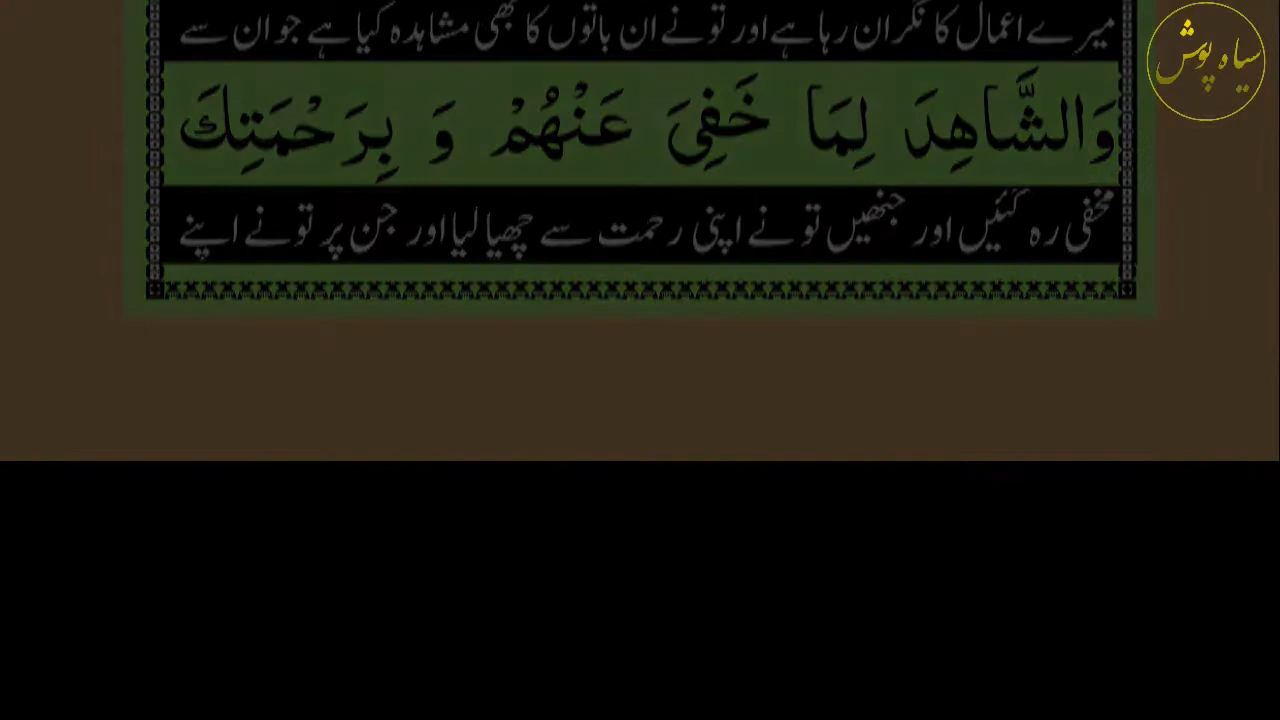 میرے اعمال کا نگران رہا ہے اور تو نے ان باتوں کا بھی مشاہدہ کیا ہے جو ان سے
وَالشَّاهِدَ لِمَا خَفِیَ عَنْهُمْ وَ بِرَحْمَتِكَ
مخفی رہ گئیں اور جنھیں تو نے اپنی رحمت سے چھپا لیا اور جن پر تو نے اپنے
سیاہ پوش